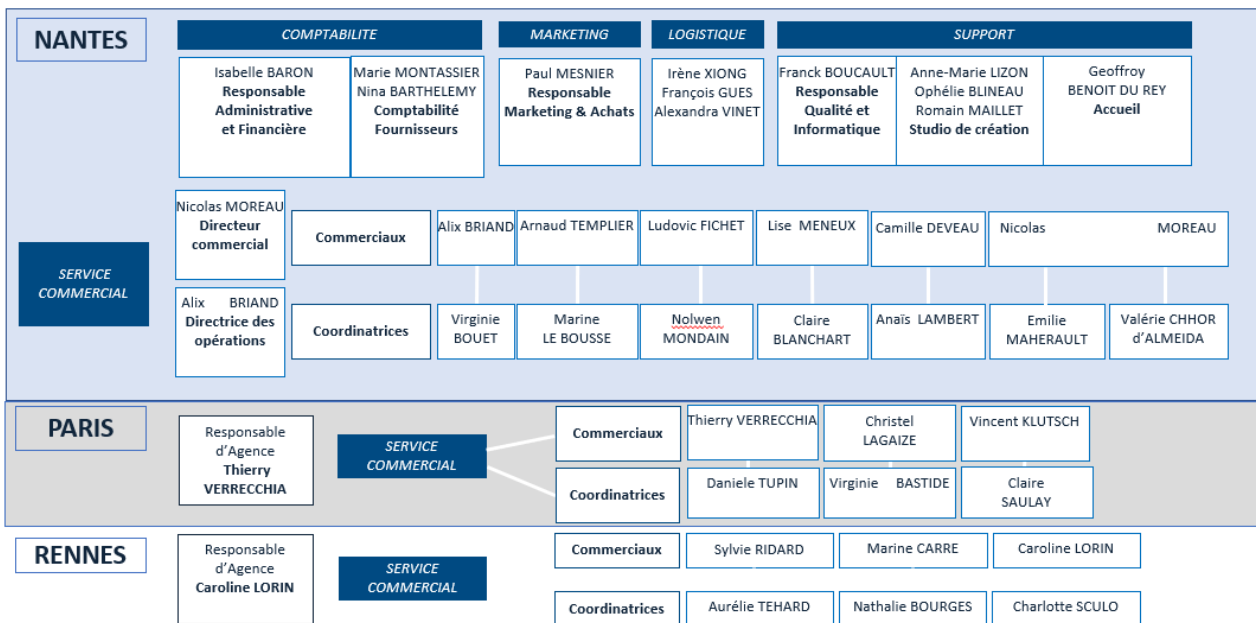 NANTES
COMPTABILITE
MARKETING
LOGISTIQUE
SUPPORT
Isabelle BARON
Responsable
Administrative
et Financière
Marie MONTASSIER
Nina BARTHELEMY
Comptabilité
Fournisseurs
Paul MESNIER
Responsable
Marketing & Achats
Irène XIONG
François GUES
Alexandra VINET
Franck BOUCAULT
Responsable
Qualité et
Informatique
Anne-Marie LIZON
Ophélie BLINEAU
Romain MAILLET
Studio de création
Geoffroy
BENOIT DU REY
Accueil
SERVICE
COMMERCIAL
Nicolas MOREAU
Directeur
commercial
Commerciaux
Alix BRIAND
Arnaud TEMPLIER
Ludovic FICHET
Lise MENEUX
Camille DEVEAU
Nicolas MOREAU
Alix BRIAND
Directrice des
opérations
Coordinatrices
Virginie
BOUET
Marine
LE BOUSSE
Nolwen
MONDAIN
Claire
BLANCHART
Anaïs LAMBERT
Emilie
MAHERAULT
Valérie CHHOR
d'ALMEIDA
PARIS
Responsable
d'Agence
Thierry
VERRECCHIA
SERVICE
COMMERCIAL
Commerciaux
Thierry VERRECCHIA
Christel
LAGAIZE
Vincent KLUTSCH
Coordinatrices
Daniele TUPIN
Virginie BASTIDE
Claire
SAULAY
RENNES
Responsable
d'Agence
Caroline LORIN
SERVICE
COMMERCIAL
Commerciaux
Sylvie RIDARD
Marine CARRE
Caroline LORIN
Coordinatrices
Aurélie TEHARD
Nathalie BOURGES
Charlotte SCULO